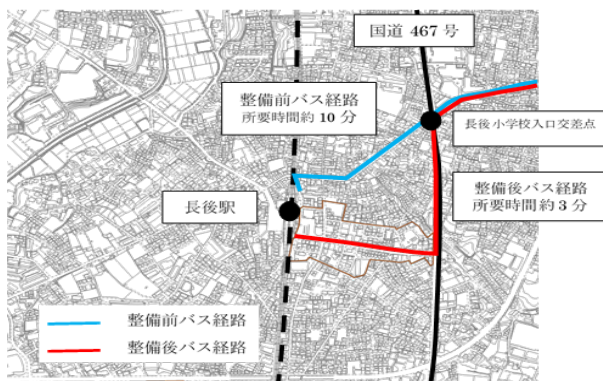 国道 467 号
整備前バス経路
所要時間約 10 分
長後小学校入口交差点
整備後バス経路
所要時間約 3 分
長後駅
整備前バス経路
整備後バス経路